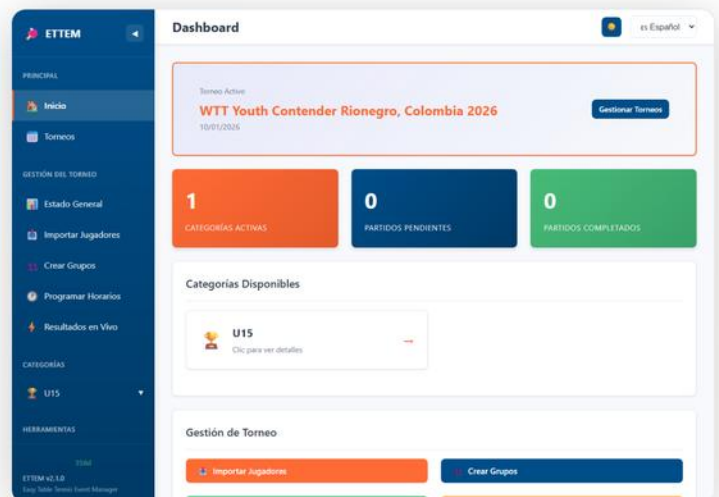 ETTEM
Dashboard
es Español
PRINCIPAL
Inicio
Torneos
GESTIÓN DEL TORNEO
Estado General
Importar Jugadores
Crear Grupos
Programar Horarios
Resultados en Vivo
CATEGORÍAS
U15
HERRAMIENTAS
ETTEM v2.1.0
Easy Table Tennis Event Manager
Torneo Activo
WTT Youth Contender Rionegro, Colombia 2026
10/01/2026
Gestionar Torneos
1
CATEGORÍAS ACTIVAS
0
PARTIDOS PENDIENTES
0
PARTIDOS COMPLETADOS
Categorías Disponibles
U15
Clic para ver detalles
Gestión de Torneo
Importar Jugadores
Crear Grupos